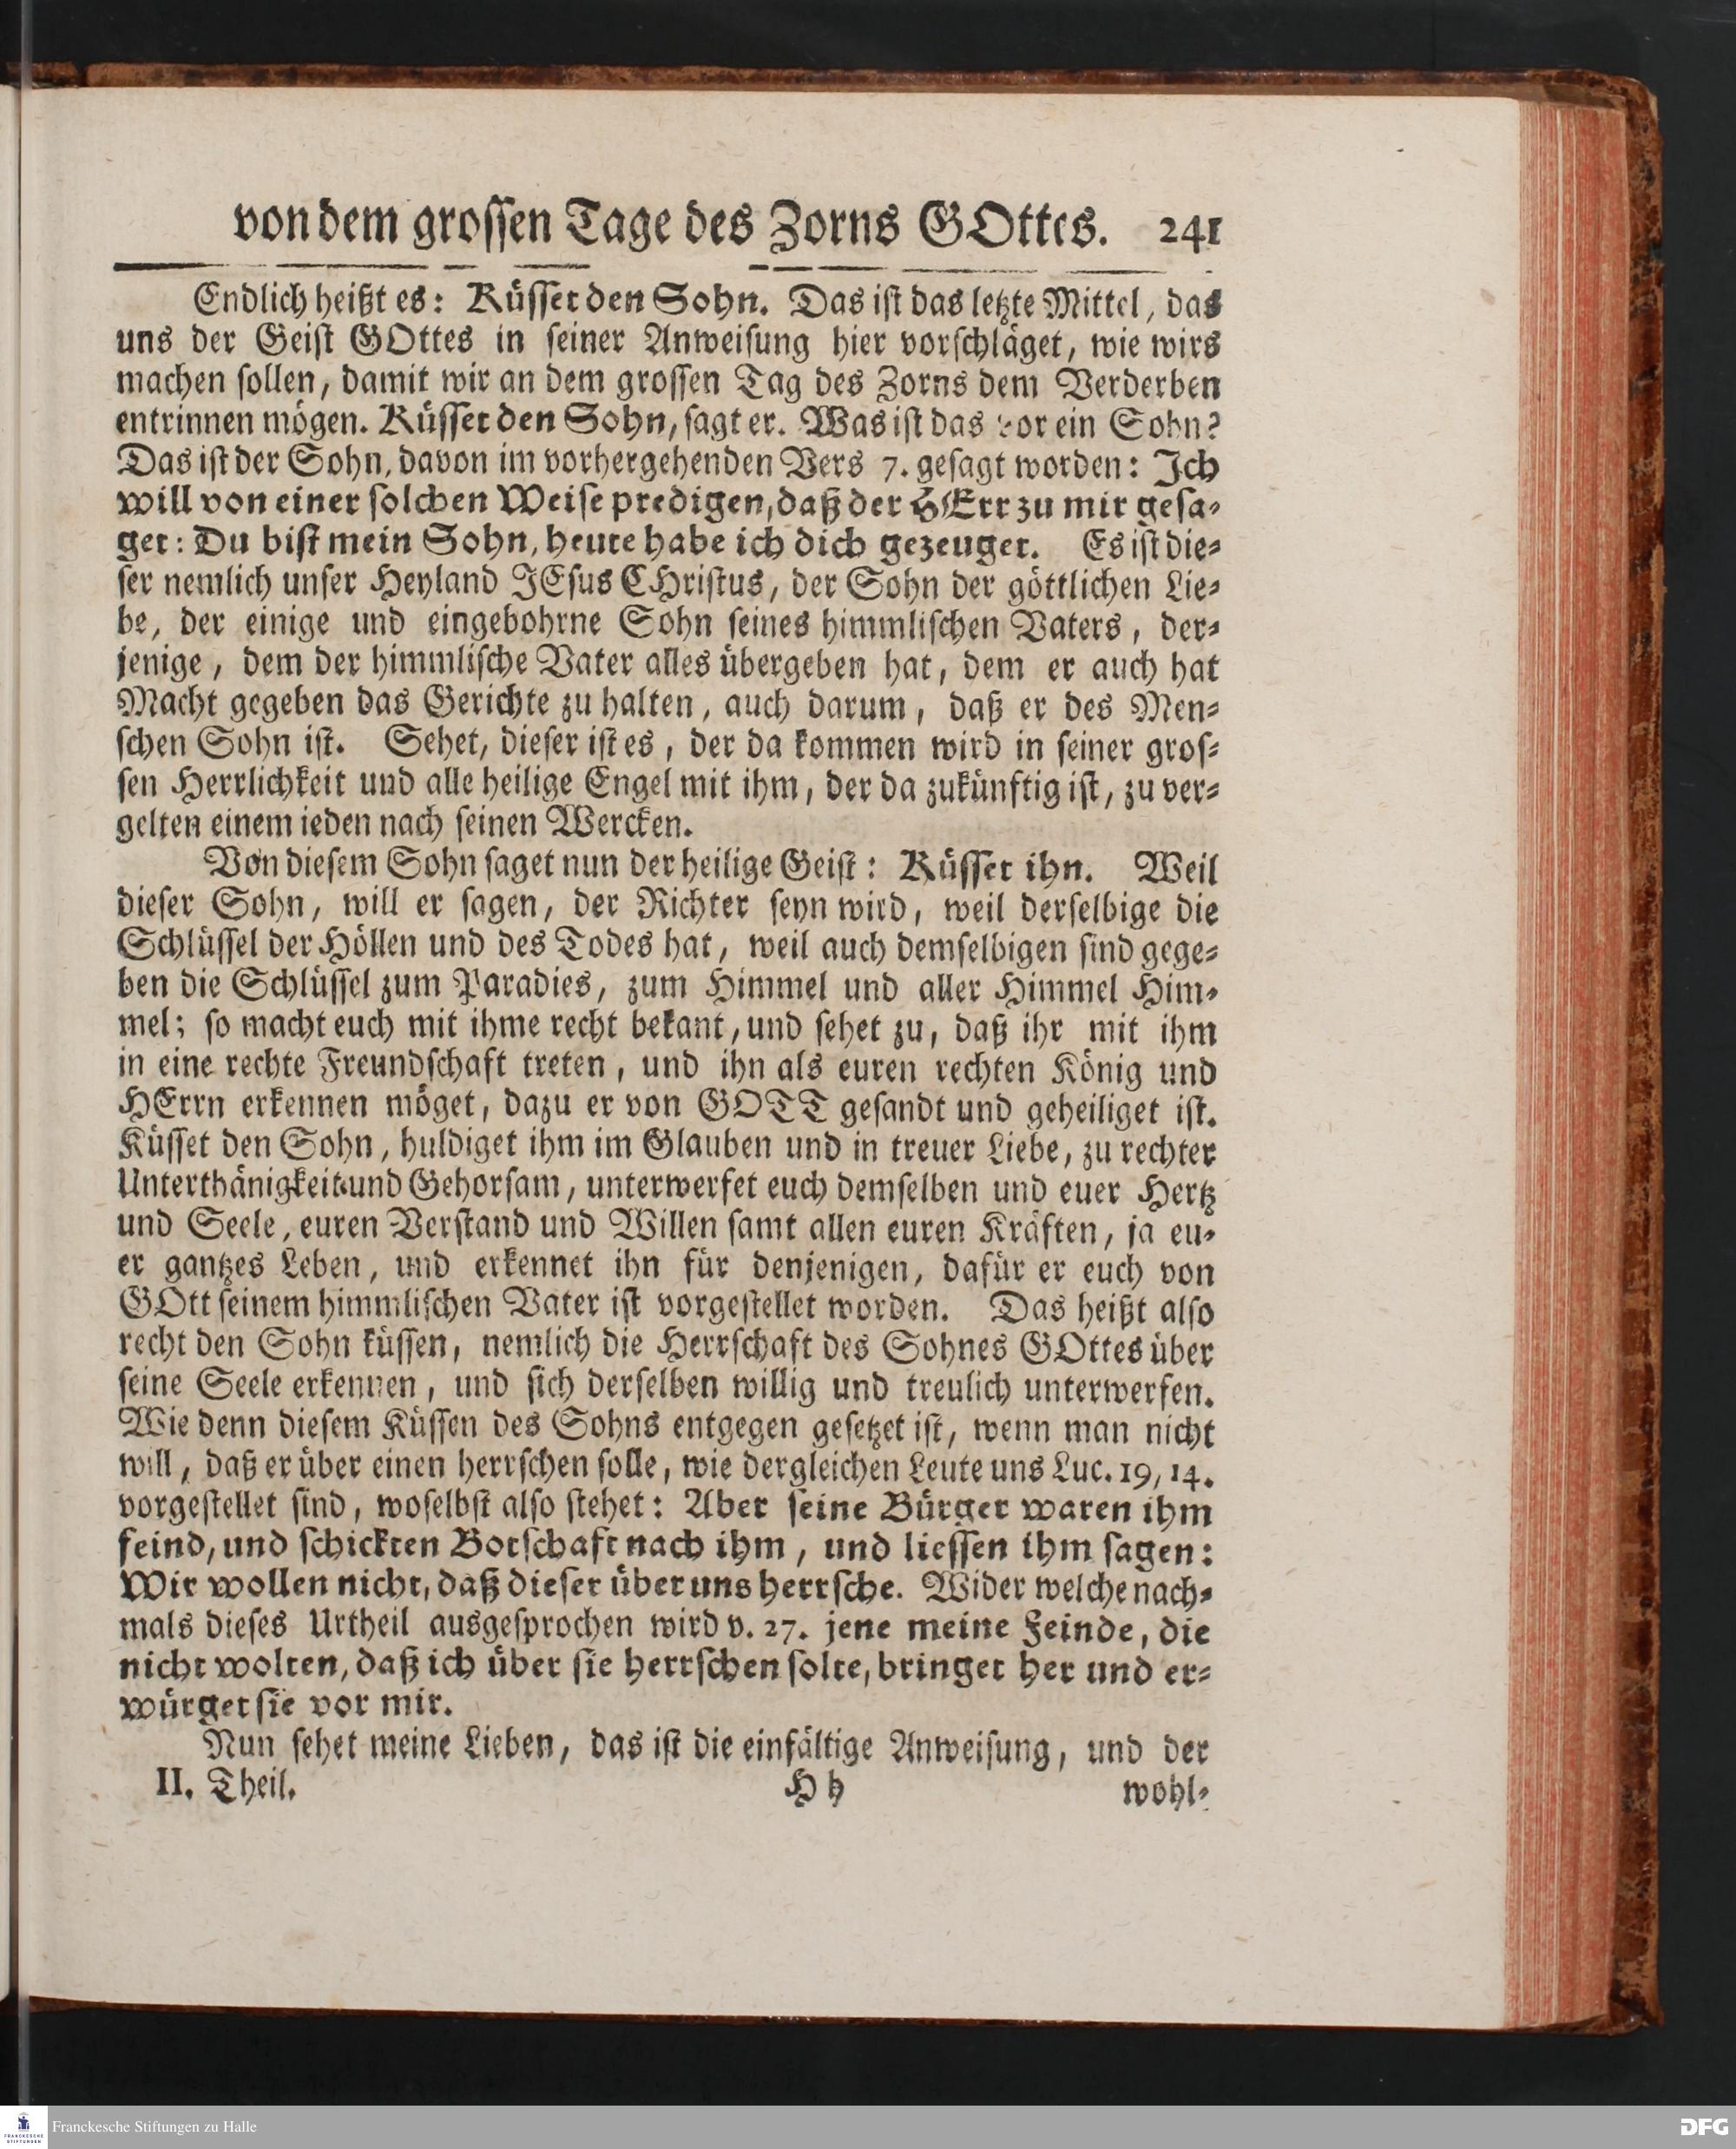 von dem grossen Tage des Zorns GOttes. 241
Endlich heißt es: Küsset den Sohn. Das ist das letzte Mittel, das
uns der Geist GOttes in seiner Anweisung hier vorschläget, wie wirs
machen sollen, damit wir an dem grossen Tag des Zorns dem Verderben
entrinnen mögen. Küsset den Sohn, sagt er. Was ist das vor ein Sohn?
Das ist der Sohn, davon im vorhergehenden Vers 7. gesagt worden: Ich
will von einer solchen Weise predigen, daß der HErr zu mir gesa-
get: Du bist mein Sohn, heute habe ich dich gezeuget. Es ist die-
ser nemlich unser Heyland JEsus CHristus, der Sohn der göttlichen Lie-
be, der einige und eingebohrne Sohn seines himmlischen Vaters, der-
jenige, dem der himmlische Vater alles übergeben hat, dem er auch hat
Macht gegeben das Gerichte zu halten, auch darum, daß er des Men-
schen Sohn ist. Sehet, dieser ist es, der da kommen wird in seiner gros-
sen Herrlichkeit und alle heilige Engel mit ihm, der da zukünftig ist, zu ver-
gelten einem ieden nach seinen Wercken.
Von diesem Sohn saget nun der heilige Geist: Küsset ihn. Weil
dieser Sohn, will er sagen, der Richter seyn wird, weil derselbige die
Schlüssel der Höllen und des Todes hat, weil auch demselbigen sind gege-
ben die Schlüssel zum Paradies, zum Himmel und aller Himmel Him-
mel; so macht euch mit ihme recht bekant, und sehet zu, daß ihr mit ihm
in eine rechte Freundschaft treten, und ihn als euren rechten König und
HErrn erkennen möget, dazu er von GOTT gesandt und geheiliget ist.
Küsset den Sohn, huldiget ihm im Glauben und in treuer Liebe, zu rechter
Unterthänigkeit und Gehorsam, unterwerfet euch demselben und euer Hertz
und Seele, euren Verstand und Willen samt allen euren Kräften, ja eu-
er gantzes Leben, und erkennet ihn für denjenigen, dafür er euch von
GOtt seinem himmlischen Vater ist vorgestellet worden. Das heißt also
recht den Sohn küssen, nemlich die Herrschaft des Sohnes GOttes über
seine Seele erkennen, und sich derselben willig und treulich unterwerfen.
Wie denn diesem Küssen des Sohns entgegen gesetzet ist, wenn man nicht
will, daß er über einen herrschen solle, wie dergleichen Leute uns Luc. 19, 14.
vorgestellet sind, woselbst also stehet: Aber seine Bürger waren ihm
feind, und schickten Botschaft nach ihm, und liessen ihm sagen:
Wir wollen nicht, daß dieser über uns herrsche. Wider welche nach-
mals dieses Urtheil ausgesprochen wird v. 27. jene meine Feinde, die
nicht wolten, daß ich über sie herrschen solte, bringet her und er-
würget sie vor mir.
Nun sehet meine Lieben, das ist die einfältige Anweisung, und der
II. Theil. H h wohl-
Franckesche Stiftungen zu Halle
FRANCKESCHE STIFTUNGEN
DFG